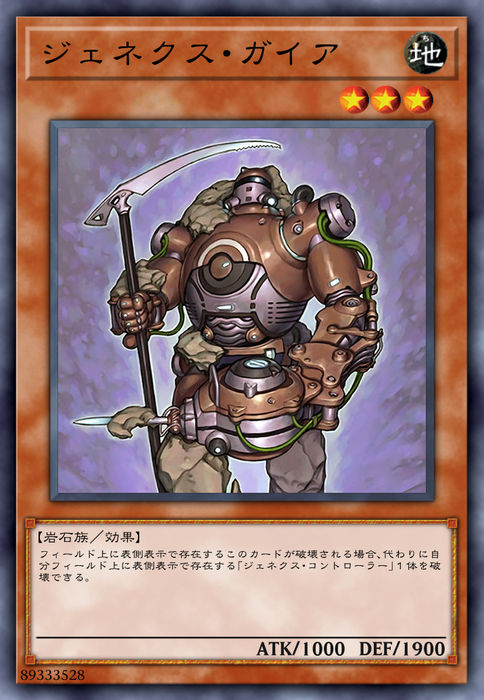 ジェネクス・ガイア
ち
地
【岩石族／効果】
フィールド上に表側表示で存在するこのカードが破壊される場合、代わりに自
分フィールド上に表側表示で存在する「ジェネクス・コントローラー」１体を破
壊できる。
ATK/1000 DEF/1900
89333528